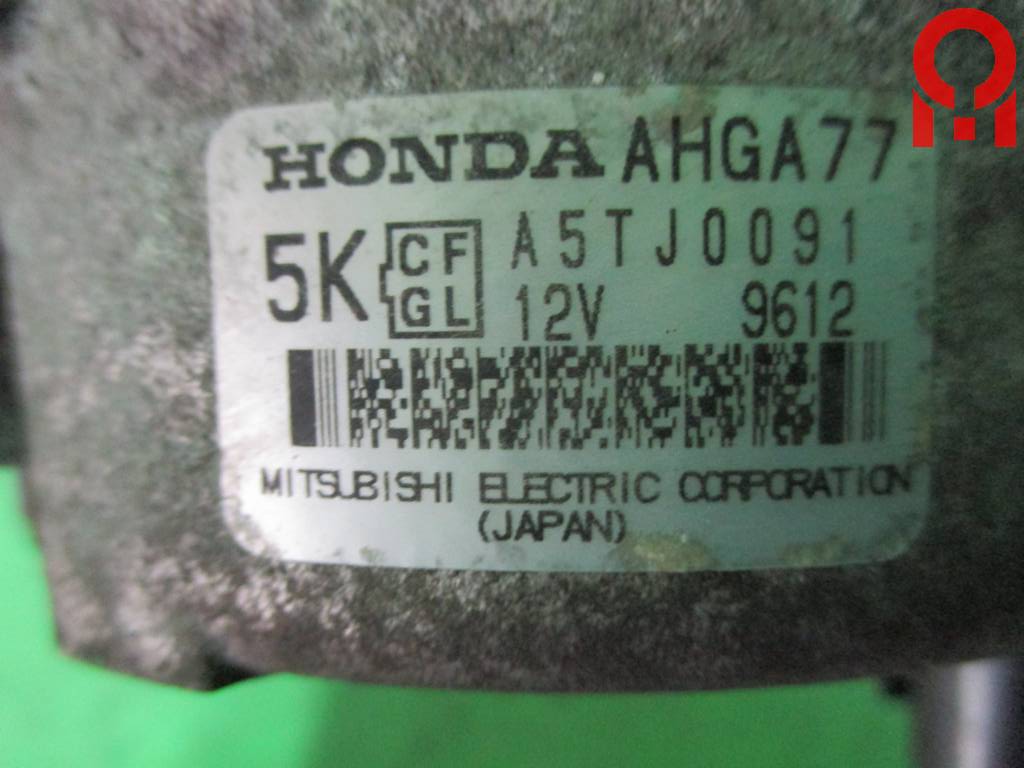 HONDA AHGA77
5K CF GL A5TJ0091
12V 9612
MITSUBISHI ELECTRIC CORPORATION
(JAPAN)